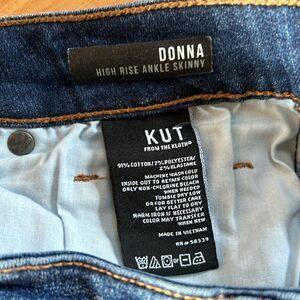 DONNA
HIGH RISE ANKLE SKINNY
KUT
FROM THE KLOTH®
91% COTTON/7% POLYESTER/
2% ELASTANE
MACHINE WASH COLD
INSIDE OUT TO RETAIN COLOR
ONLY NON-CHLORINE BLEACH
WHEN NEEDED
TUMBLE DRY LOW
OR FOR BETTER CARE
LAY FLAT TO DRY
WARM IRON IF NECESSARY
COLOR MAY TRANSFER
WHEN NEW
MADE IN VIETNAM
RN# 58539